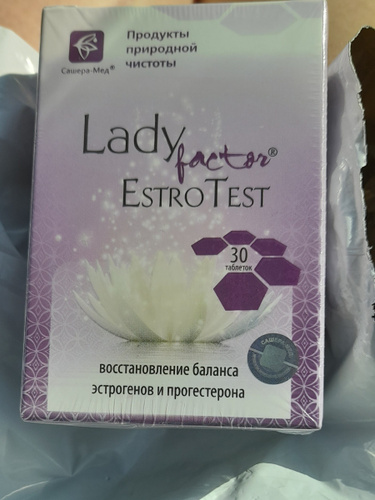 Продукты
природной
чистоты
Сашера-Мед®
Lady
factor®
ESTROTEST
30
таблеток
восстановление баланса
эстрогенов и прогестерона